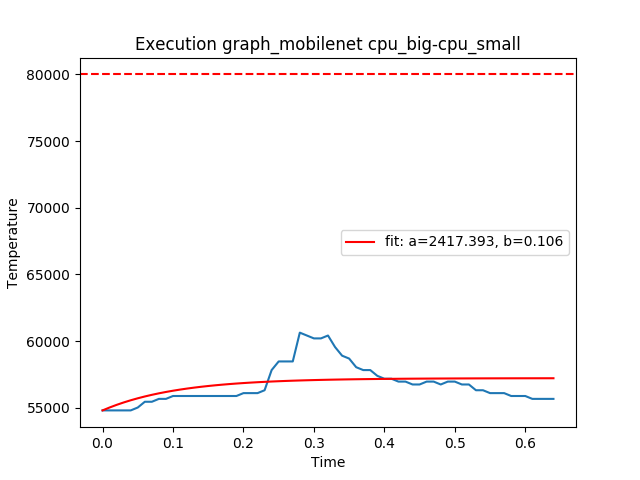 Execution graph_mobilenet cpu_big-cpu_small
80000
75000
70000
65000
60000
55000
Temperature
fit: a=2417.393, b=0.106
0.0 0.1 0.2 0.3 0.4 0.5 0.6
Time